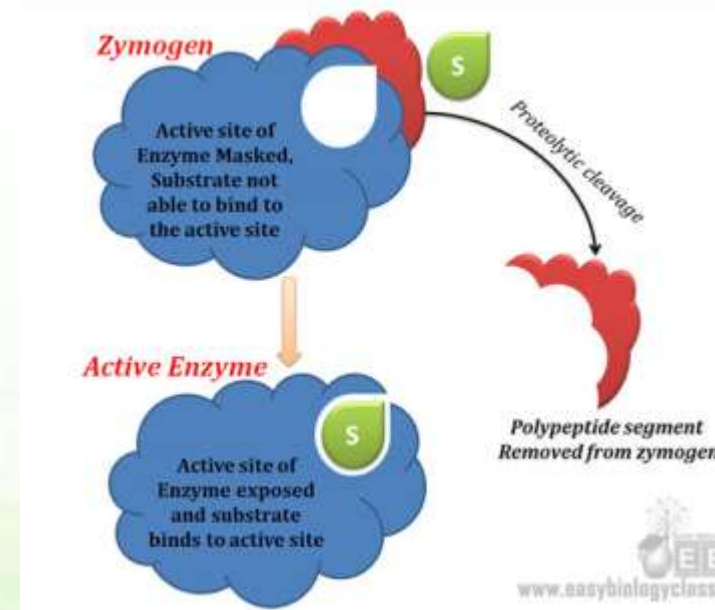 Zymogen
S
Active site of
Enzyme Masked,
Substrate not
able to bind to
the active site
Proteolytic cleavage
Active Enzyme
S
Active site of
Enzyme exposed
and substrate
binds to active site
Polypeptide segment
Removed from zymogen
www.easybiologyclass